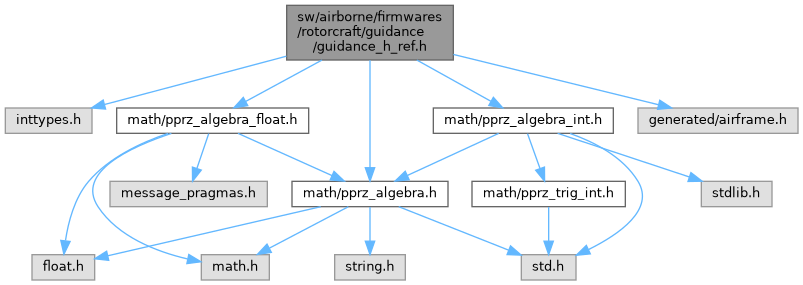 sw/airborne/firmwares
/rotorcraft/guidance
/guidance_h_ref.h
inttypes.h
math/pprz_algebra_float.h
math/pprz_algebra_int.h
generated/airframe.h
message_pragmas.h
math/pprz_algebra.h
math/pprz_trig_int.h
stdlib.h
float.h
math.h
string.h
std.h